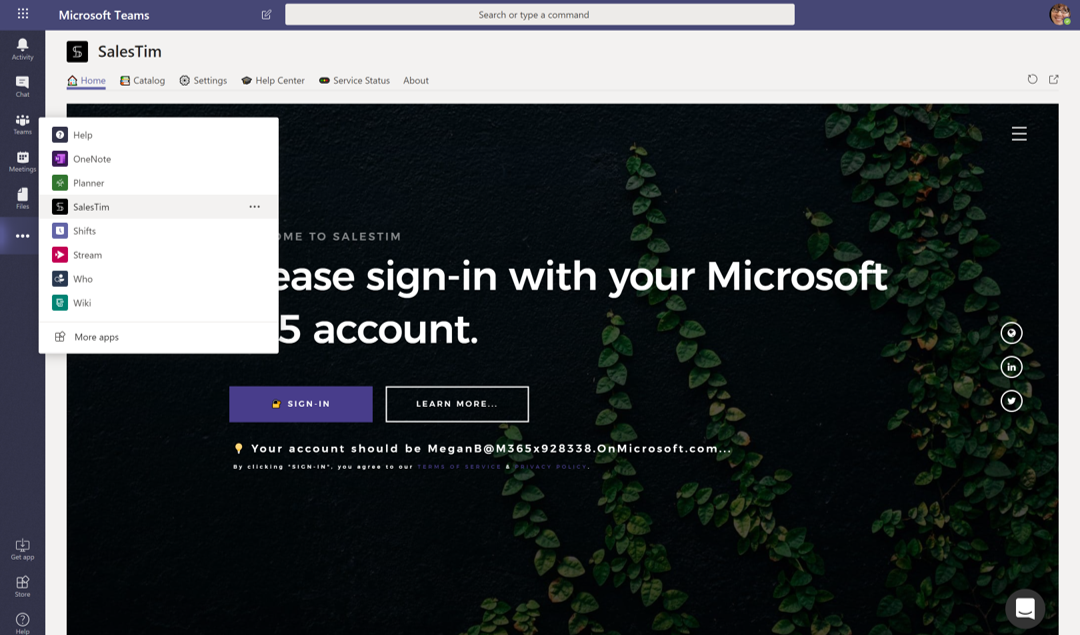 Microsoft Teams
Search or type a command
Activity
Chat
Teams
Meetings
Files
SalesTim
Home
Catalog
Settings
Help Center
Service Status
About
Help
OneNote
Planner
SalesTim
Shifts
Stream
Who
Wiki
More apps
OME TO SALESTIM
ease sign-in with your Microsoft
5 account.
SIGN-IN
LEARN MORE...
Your account should be MeganB@M365x928338.OnMicrosoft.com...
By clicking "SIGN-IN", you agree to our TERMS OF SERVICE & PRIVACY POLICY.
Get app
Store
Help